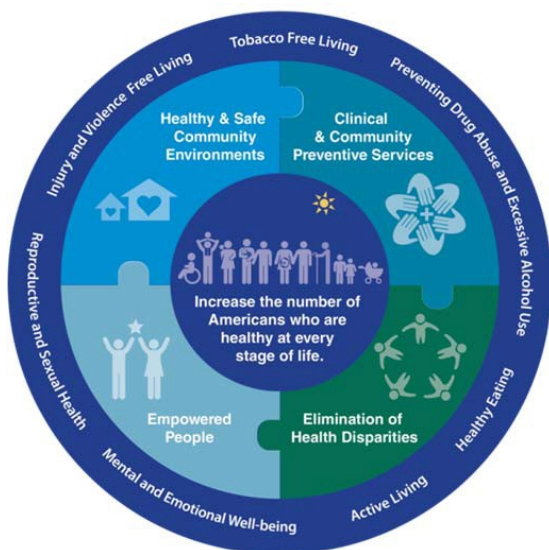 Tobacco Free Living
Preventing Drug Abuse and Excessive Alcohol Use
Healthy Eating
Active Living
Mental and Emotional Well-being
Reproductive and Sexual Health
Injury and Violence Free Living
Healthy & Safe
Community
Environments
Clinical
& Community
Preventive Services
Increase the number of
Americans who are
healthy at every
stage of life.
Empowered
People
Elimination of
Health Disparities